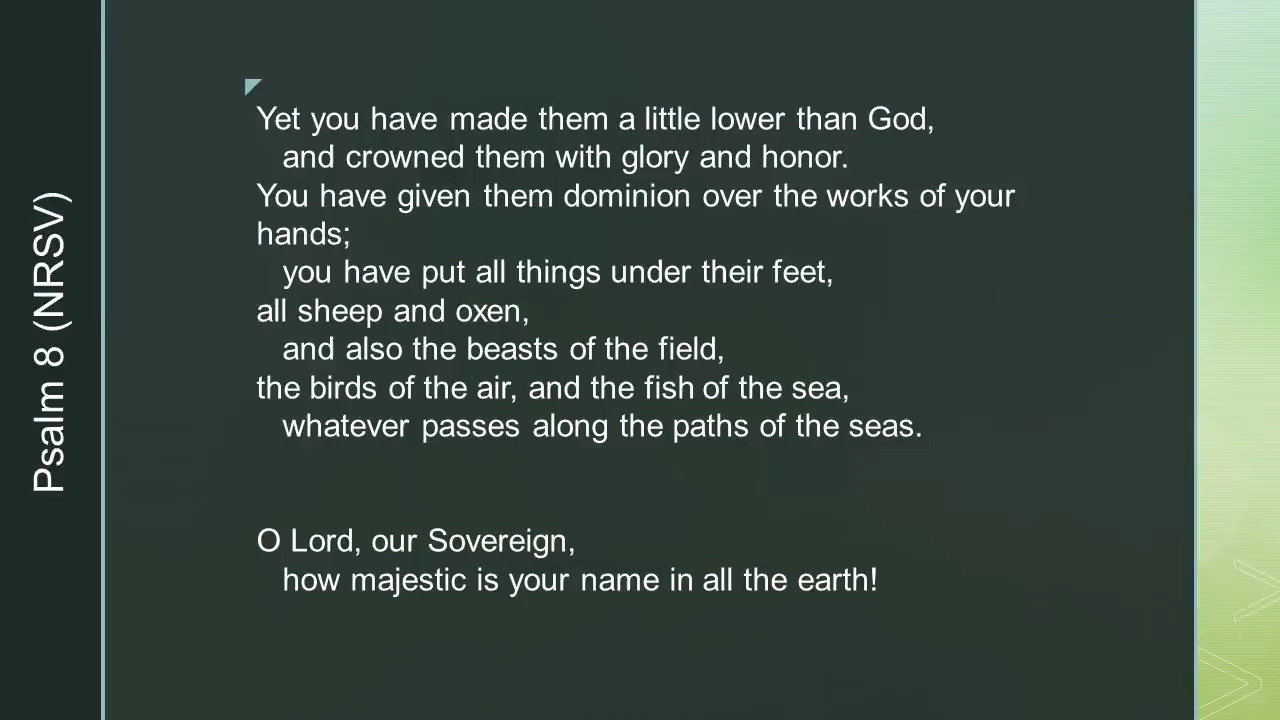 Psalm 8 (NRSV)
Yet you have made them a little lower than God,
and crowned them with glory and honor.
You have given them dominion over the works of your
hands;
you have put all things under their feet,
all sheep and oxen,
and also the beasts of the field,
the birds of the air, and the fish of the sea,
whatever passes along the paths of the seas.
O Lord, our Sovereign,
how majestic is your name in all the earth!